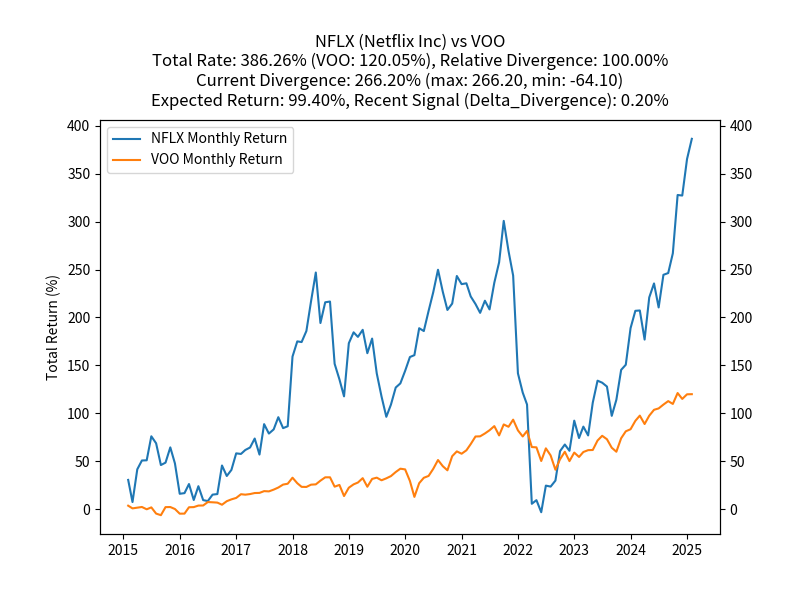 NFLX (Netflix Inc) vs VOO
Total Rate: 386.26% (VOO: 120.05%), Relative Divergence: 100.00%
Current Divergence: 266.20% (max: 266.20, min: -64.10)
Expected Return: 99.40%, Recent Signal (Delta_Divergence): 0.20%
NFLX Monthly Return
VOO Monthly Return
Total Return (%)
400 400
350 350
300 300
250 250
200 200
150 150
100 100
50 50
0 0
2015 2016 2017 2018 2019 2020 2021 2022 2023 2024 2025